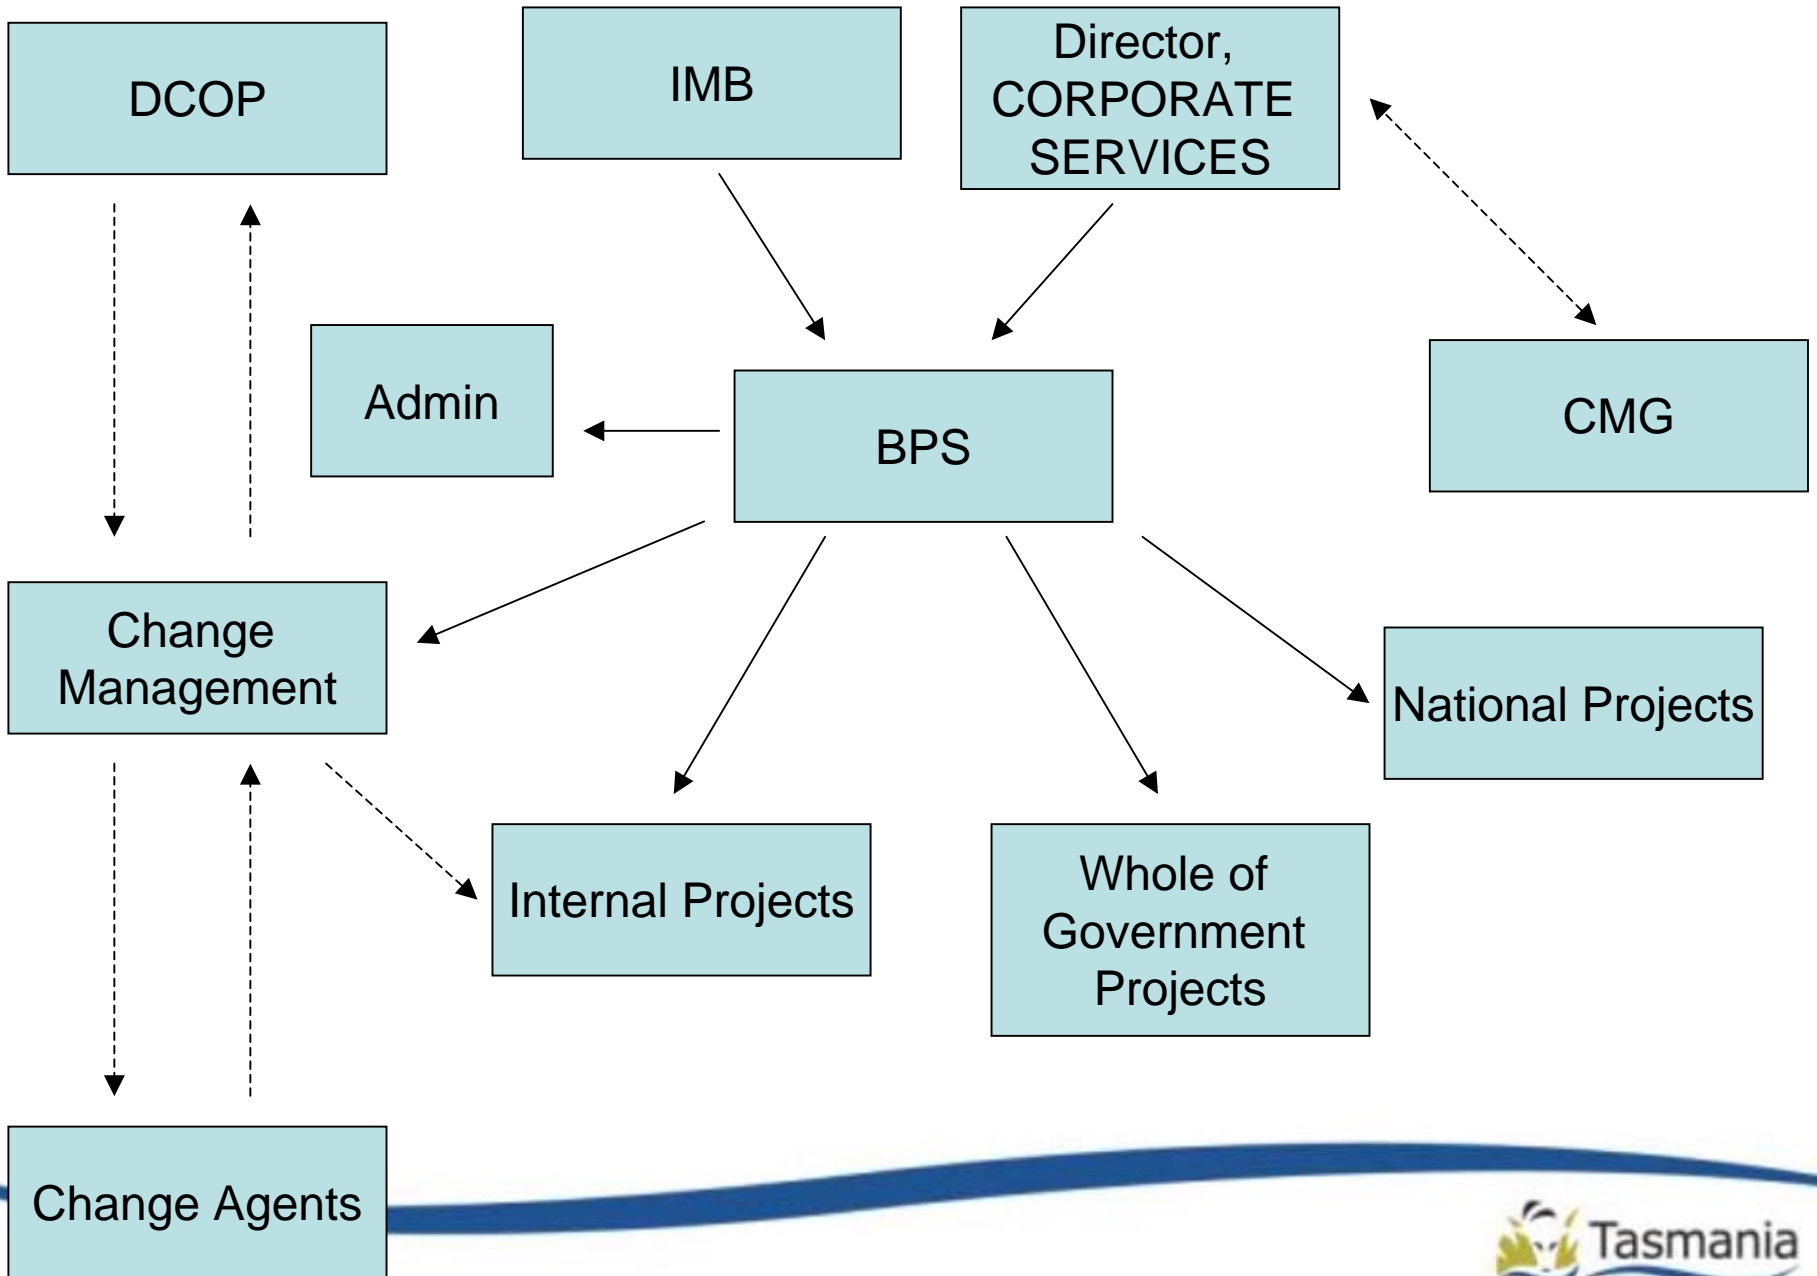 DCOP
IMB
Director,
CORPORATE
SERVICES
Admin
BPS
CMG
Change
Management
National Projects
Internal Projects
Whole of
Government
Projects
Change Agents
Tasmania